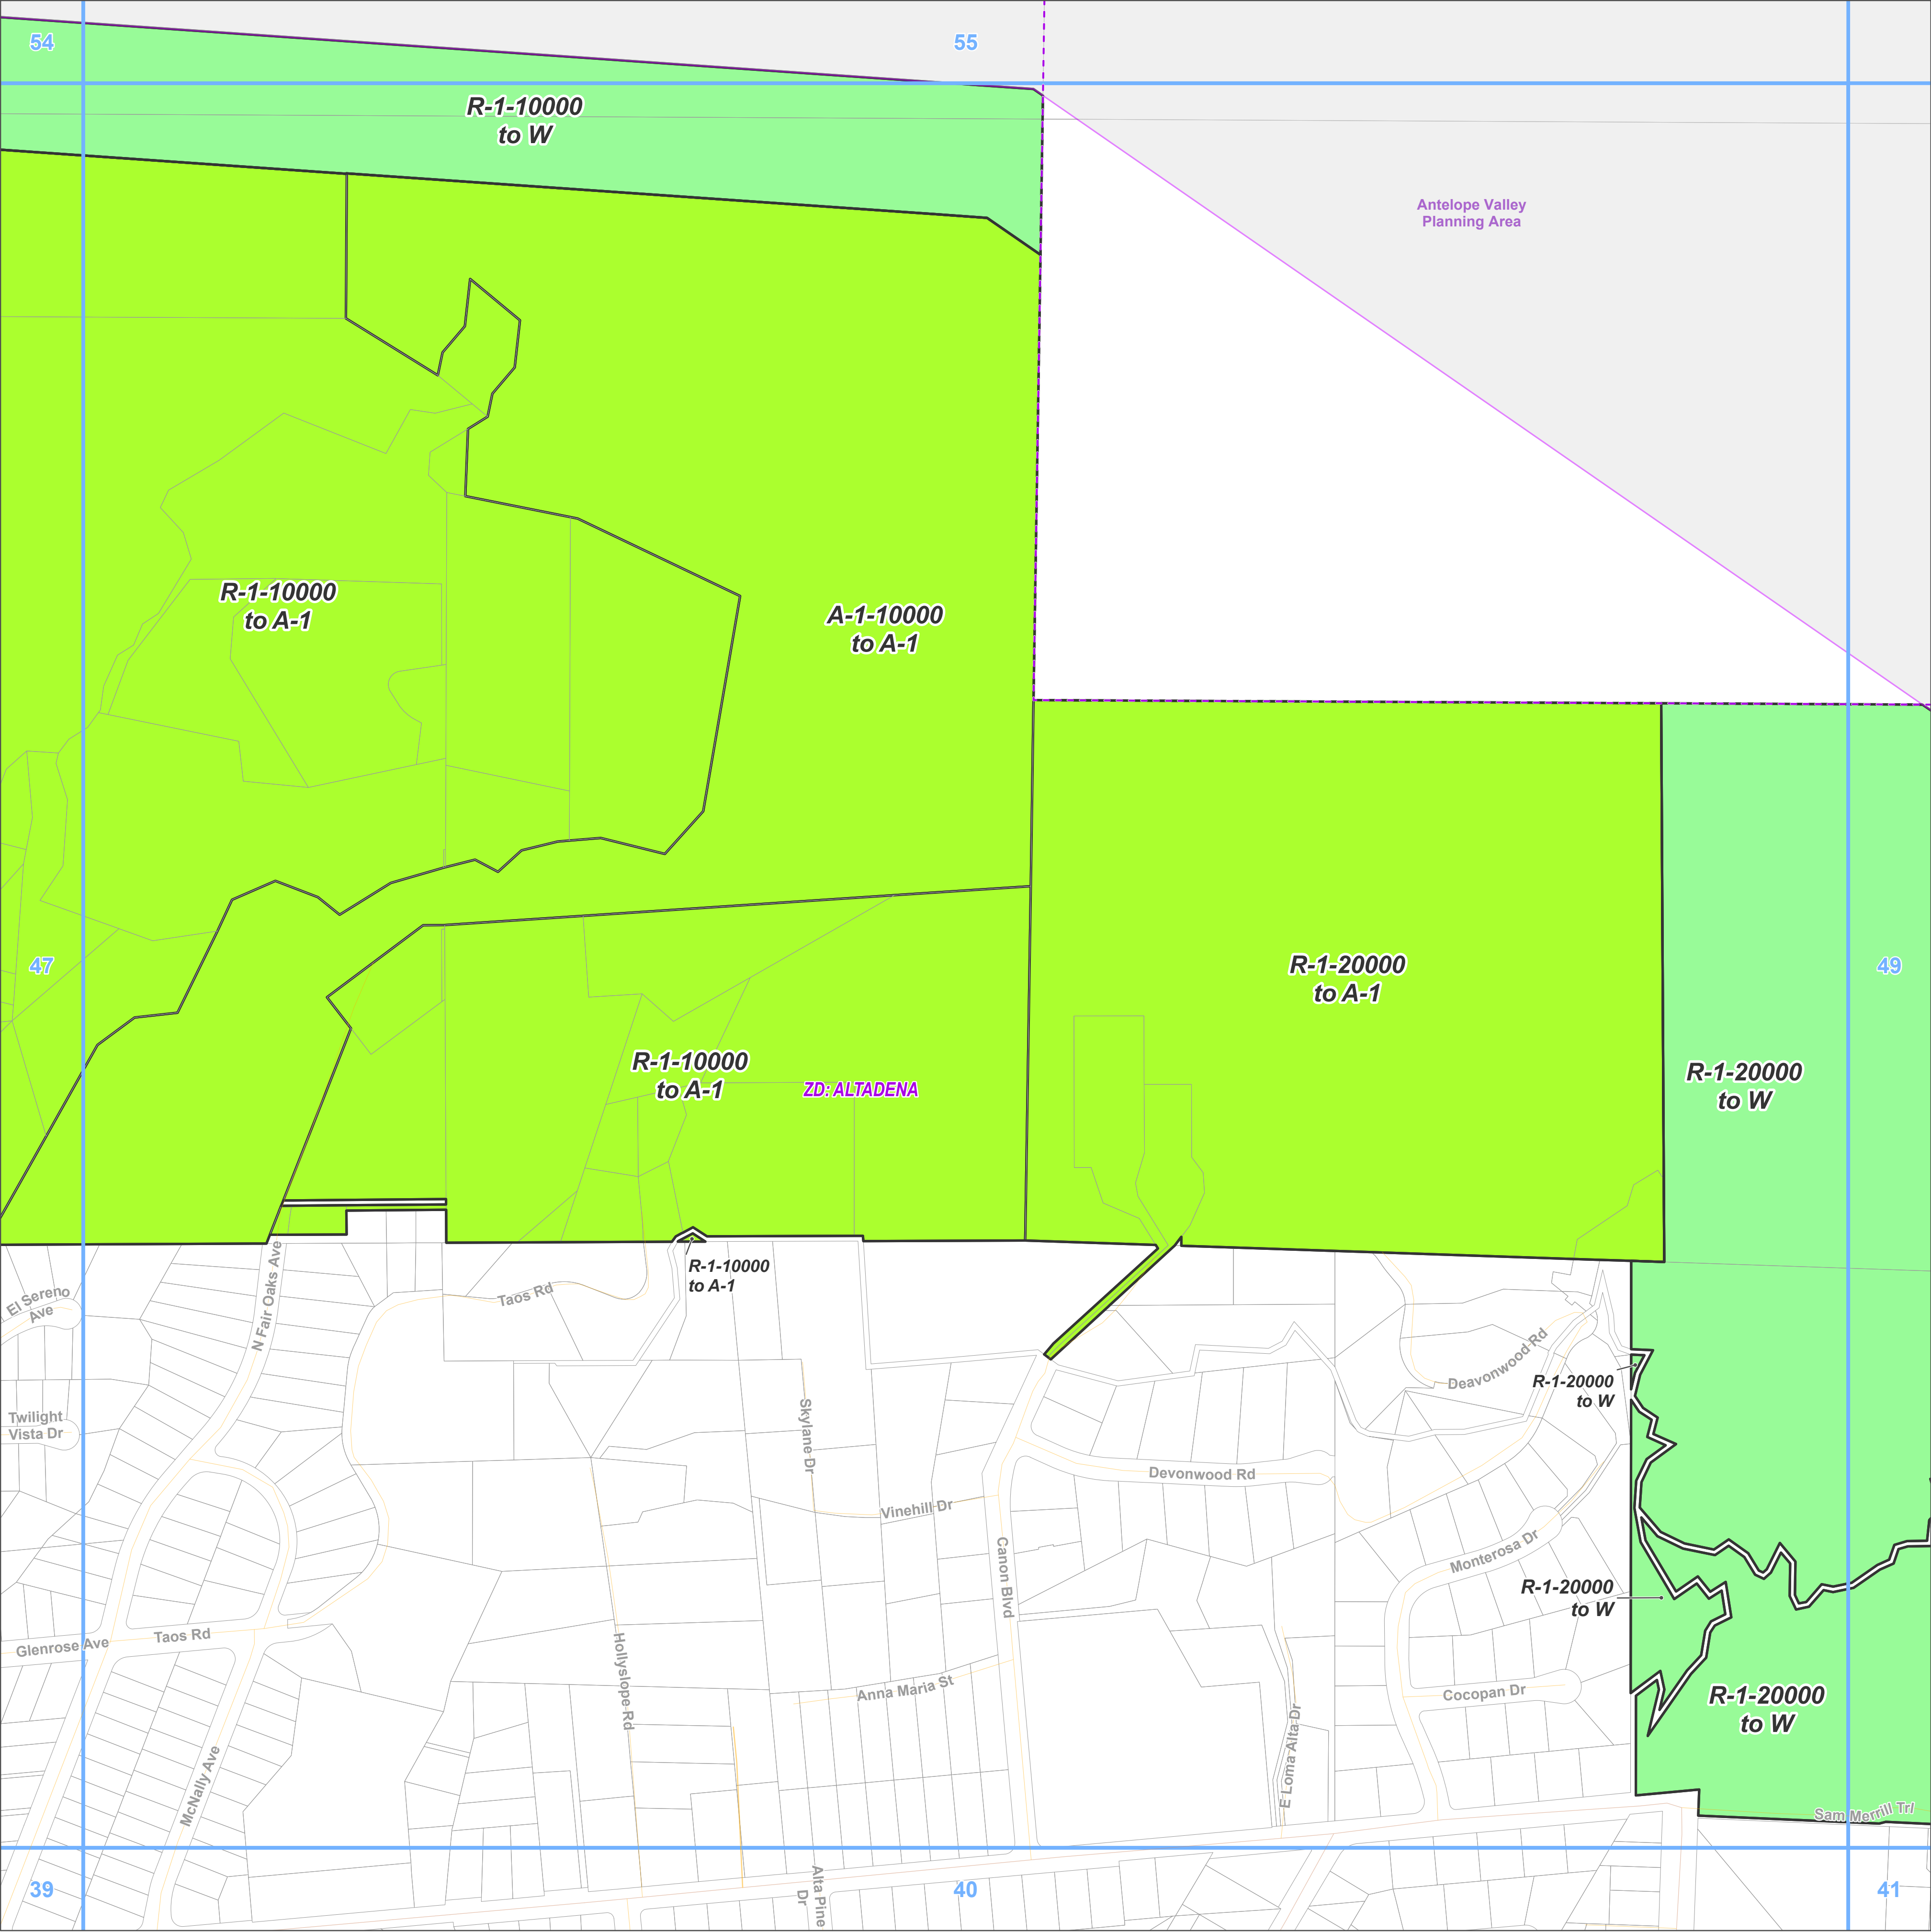 54
55
R-1-10000
to W
Antelope Valley
Planning Area
R-1-10000
to A-1
A-1-10000
to A-1
47
R-1-20000
to A-1
49
R-1-10000
to A-1
ZD: ALTADENA
R-1-20000
to W
R-1-10000
to A-1
El Sereno
Ave
N Fair Oaks Ave
Taos Rd
Deavonwood Rd
R-1-20000
to W
Twilight
Vista Dr
Skylane Dr
Devonwood Rd
Vinehill Dr
Canon Blvd
Monterosa Dr
R-1-20000
to W
Glenrose Ave
Taos Rd
Hollyslope Rd
Anna Maria St
Cocopan Dr
R-1-20000
to W
E Loma Alta Dr
McNally Ave
Sam Merrill Trl
39
Alta Pine
Dr
40
41